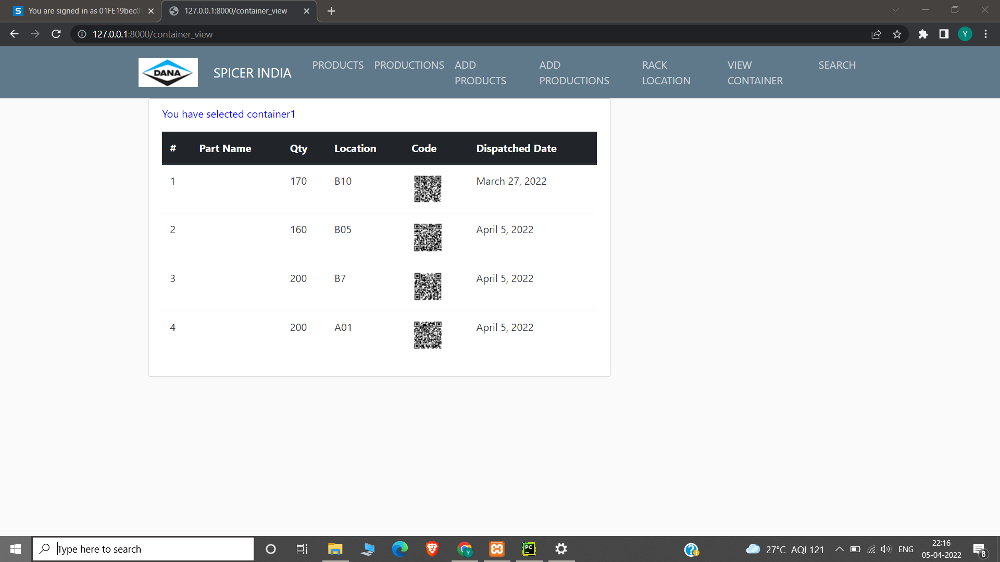 You are signed in as 01FE19bec0
127.0.0.1:8000/container_view
127.0.0.1:8000/container_view
Y
DANA
SPICER INDIA
PRODUCTS
PRODUCTIONS
ADD
PRODUCTS
ADD
PRODUCTIONS
RACK
LOCATION
VIEW
CONTAINER
SEARCH
You have selected container1
# Part Name Qty Location Code Dispatched Date
1 170 B10 March 27, 2022
2 160 B05 April 5, 2022
3 200 B7 April 5, 2022
4 200 A01 April 5, 2022
Type here to search
PC
27°C AQI 121
ENG
22:16
05-04-2022
8